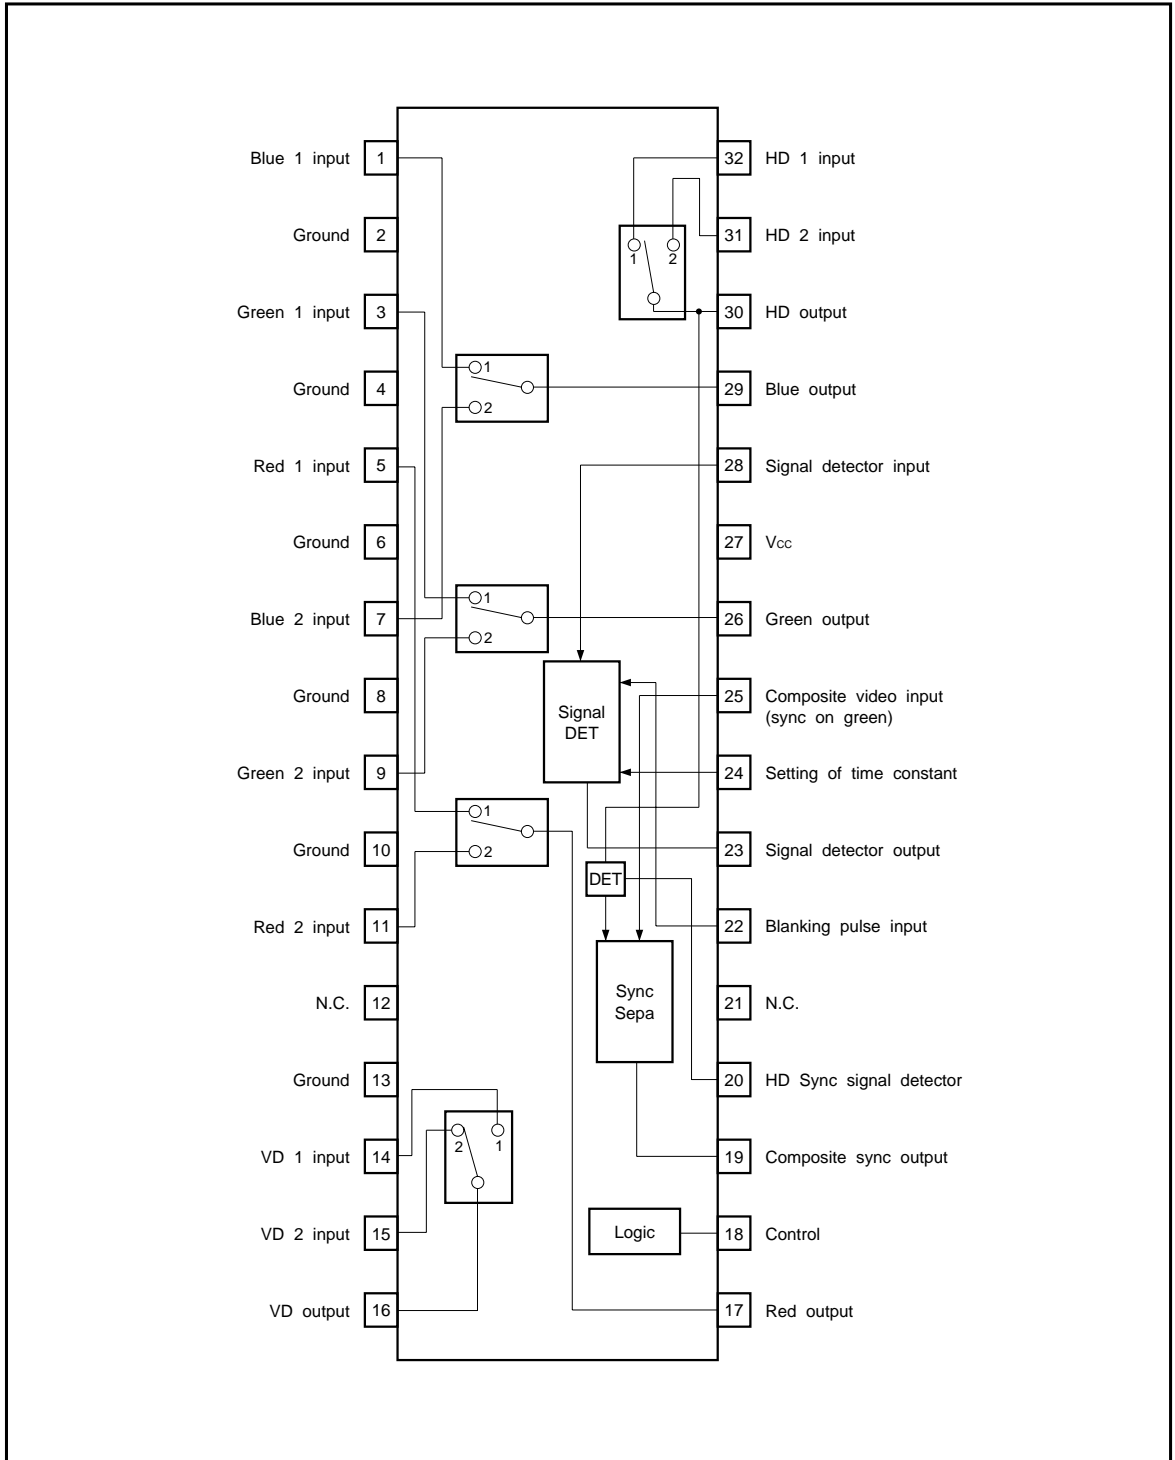 Blue 1 input 1
Ground 2
Green 1 input 3
Ground 4
Red 1 input 5
Ground 6
Blue 2 input 7
Ground 8
Green 2 input 9
Ground 10
Red 2 input 11
N.C. 12
Ground 13
VD 1 input 14
VD 2 input 15
VD output 16
1
2
1
2
1
2
2 1
1 2
Signal
DET
DET
Sync
Sepa
Logic
32 HD 1 input
31 HD 2 input
30 HD output
29 Blue output
28 Signal detector input
27 Vcc
26 Green output
25 Composite video input
(sync on green)
24 Setting of time constant
23 Signal detector output
22 Blanking pulse input
21 N.C.
20 HD Sync signal detector
19 Composite sync output
18 Control
17 Red output